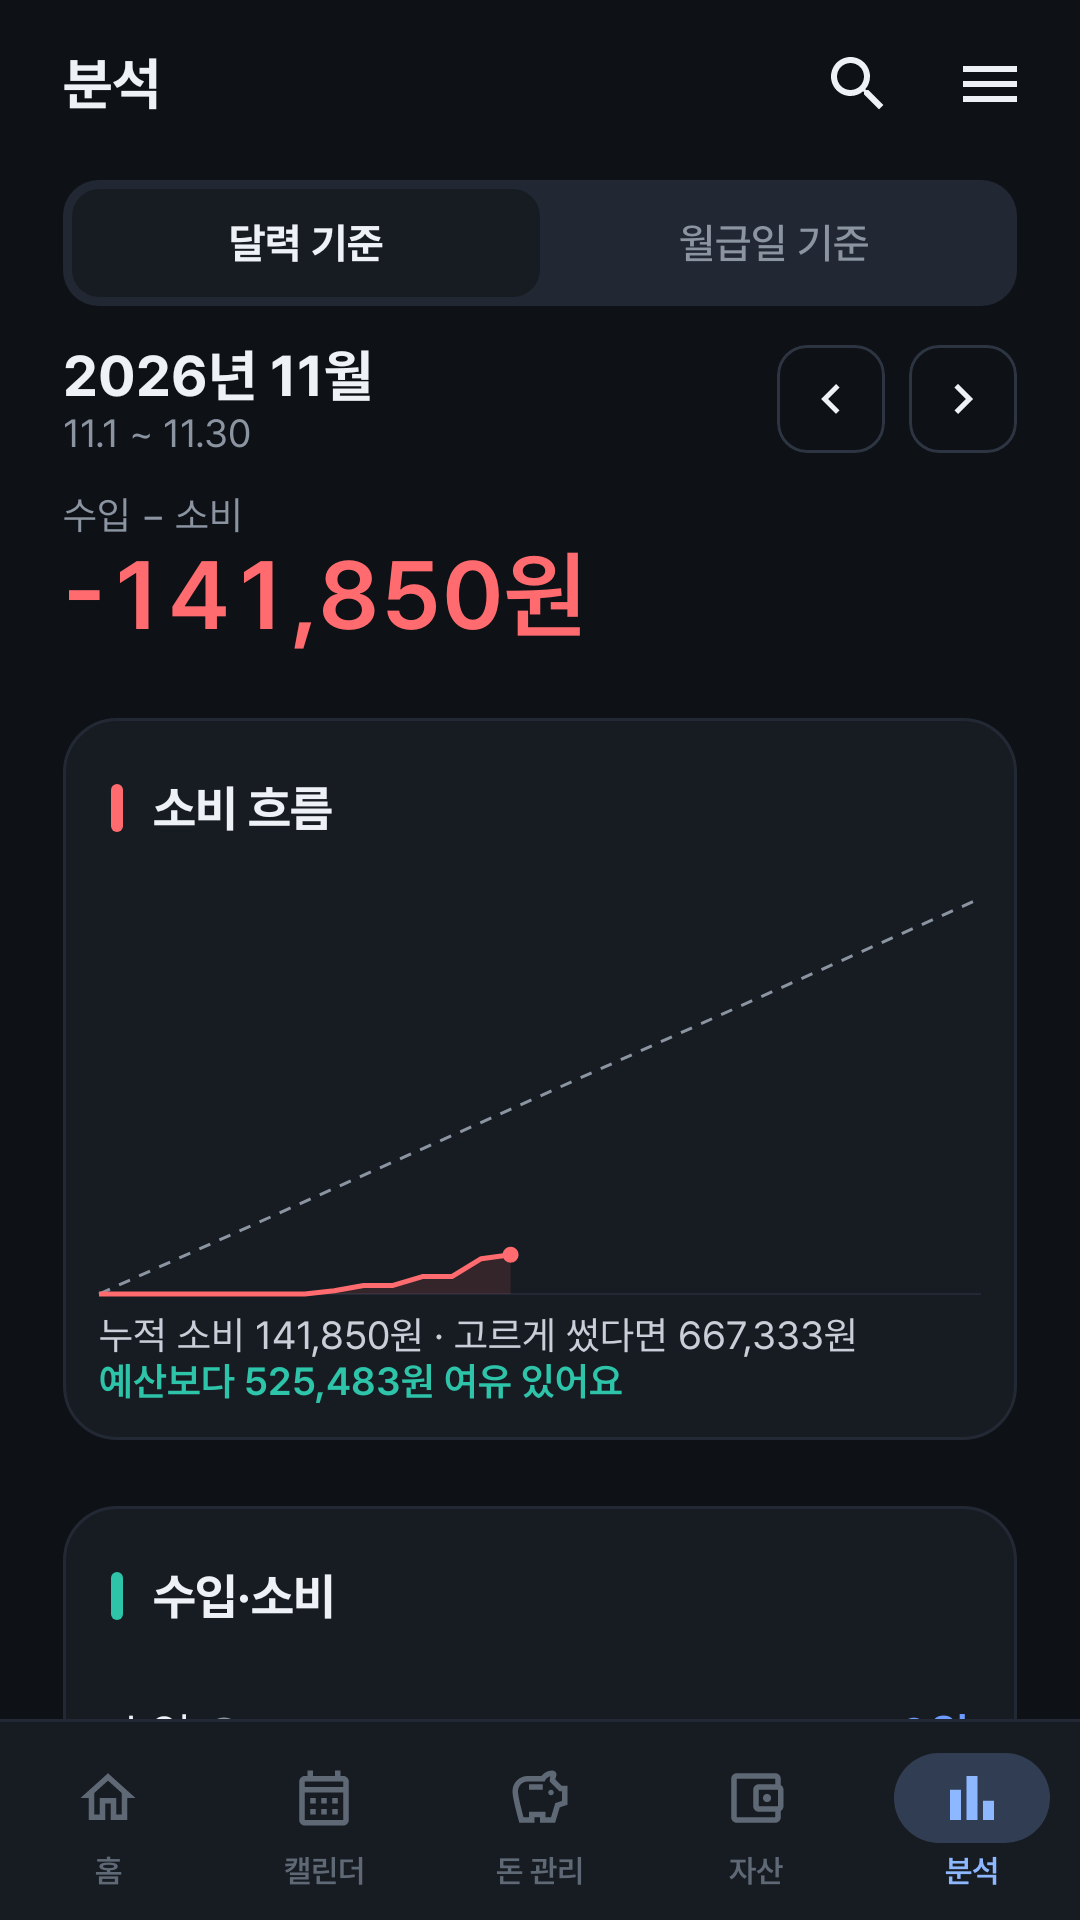 분석
달력 기준
월급일 기준
2026년 11월
11.1 ~ 11.30
수입 – 소비
-141,850원
소비 흐름
누적 소비 141,850원 · 고르게 썼다면 667,333원
예산보다 525,483원 여유 있어요
수입·소비
홈
캘린더
돈 관리
자산
분석